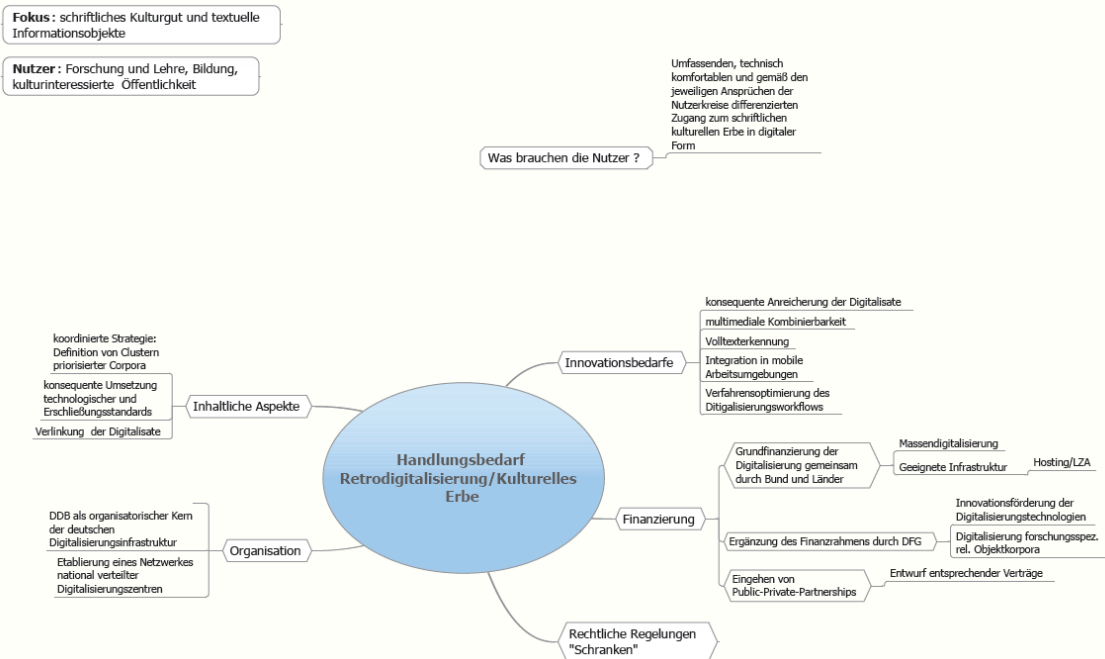 Fokus : schriftliches Kulturgut und textuelle
Informationsobjekte
Nutzer : Forschung und Lehre, Bildung,
kulturinteressierte Öffentlichkeit
Was brauchen die Nutzer ?
Umfassenden, technisch
komfortablen und gemäß den
jeweiligen Ansprüchen der
Nutzerkreise differenzierten
Zugang zum schriftlichen
kulturellen Erbe in digitaler
Form
Handlungsbedarf
Retrodigitalisierung/Kulturelles
Erbe
Inhaltliche Aspekte
koordinierte Strategie:
Definition von Clustern
priorisierter Corpora
konsequente Umsetzung
technologischer und
Erschließungsstandards
Verlinkung der Digitalisate
Organisation
DDB als organisatorischer Kern
der deutschen
Digitalisierungsinfrastruktur
Etablierung eines Netzwerkes
national verteilter
Digitalisierungszentren
Innovationsbedarfe
konsequente Anreicherung der Digitalisate
multimediale Kombinierbarkeit
Volltexterkennung
Integration in mobile
Arbeitsumgebungen
Verfahrensoptimierung des
Ditigalisierungsworkflows
Finanzierung
Grundfinanzierung der
Digitalisierung gemeinsam
durch Bund und Länder
Massendigitalisierung
Geeignete Infrastruktur
Hosting/LZA
Ergänzung des Finanzrahmens durch DFG
Innovationsförderung der
Digitalisierungstechnologien
Digitalisierung forschungsspez.
rel. Objektkorpora
Eingehen von
Public-Private-Partnerships
Entwurf entsprechender Verträge
Rechtliche Regelungen
"Schranken"